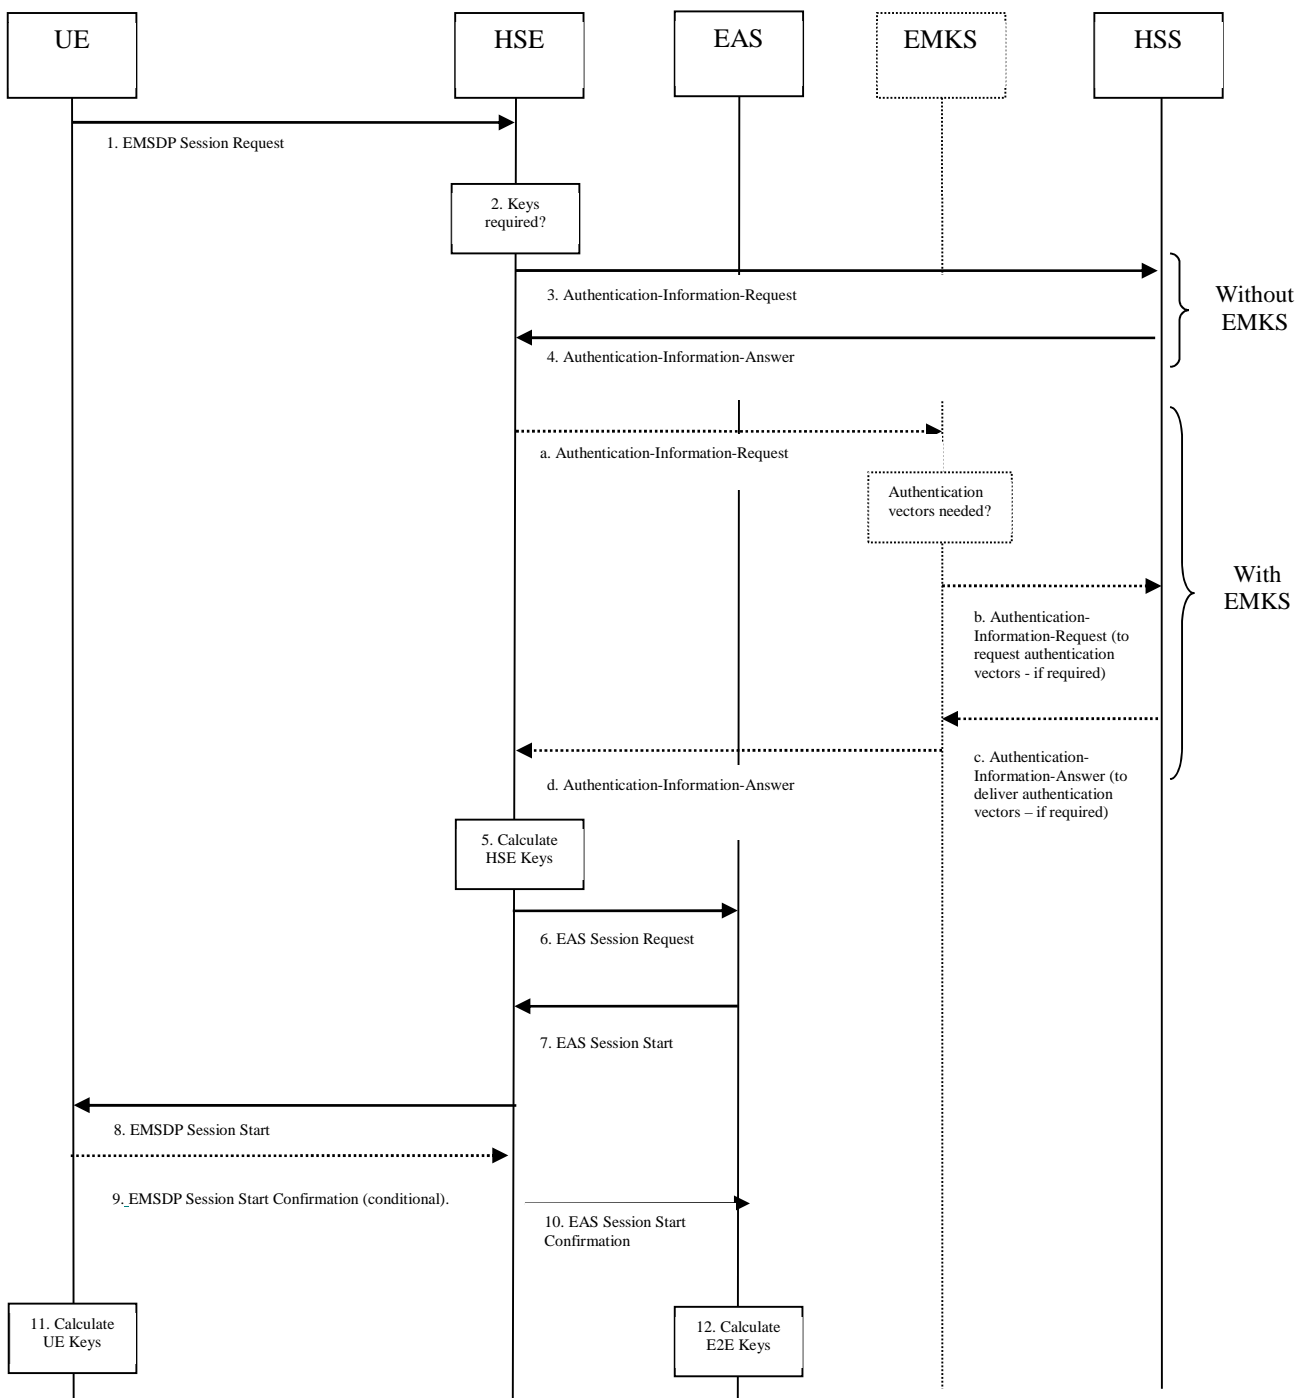 UE
HSE
EAS
EMKS
HSS
1. EMSDP Session Request
2. Keys
required?
3. Authentication-Information-Request
Without
EMKS
4. Authentication-Information-Answer
a. Authentication-Information-Request
Authentication
vectors needed?
With
EMKS
b. Authentication-
Information-Request (to
request authentication
vectors - if required)
c. Authentication-
Information-Answer (to
deliver authentication
vectors – if required)
d. Authentication-Information-Answer
5. Calculate
HSE Keys
6. EAS Session Request
7. EAS Session Start
8. EMSDP Session Start
9. EMSDP Session Start Confirmation (conditional).
10. EAS Session Start
Confirmation
11. Calculate
UE Keys
12. Calculate
E2E Keys